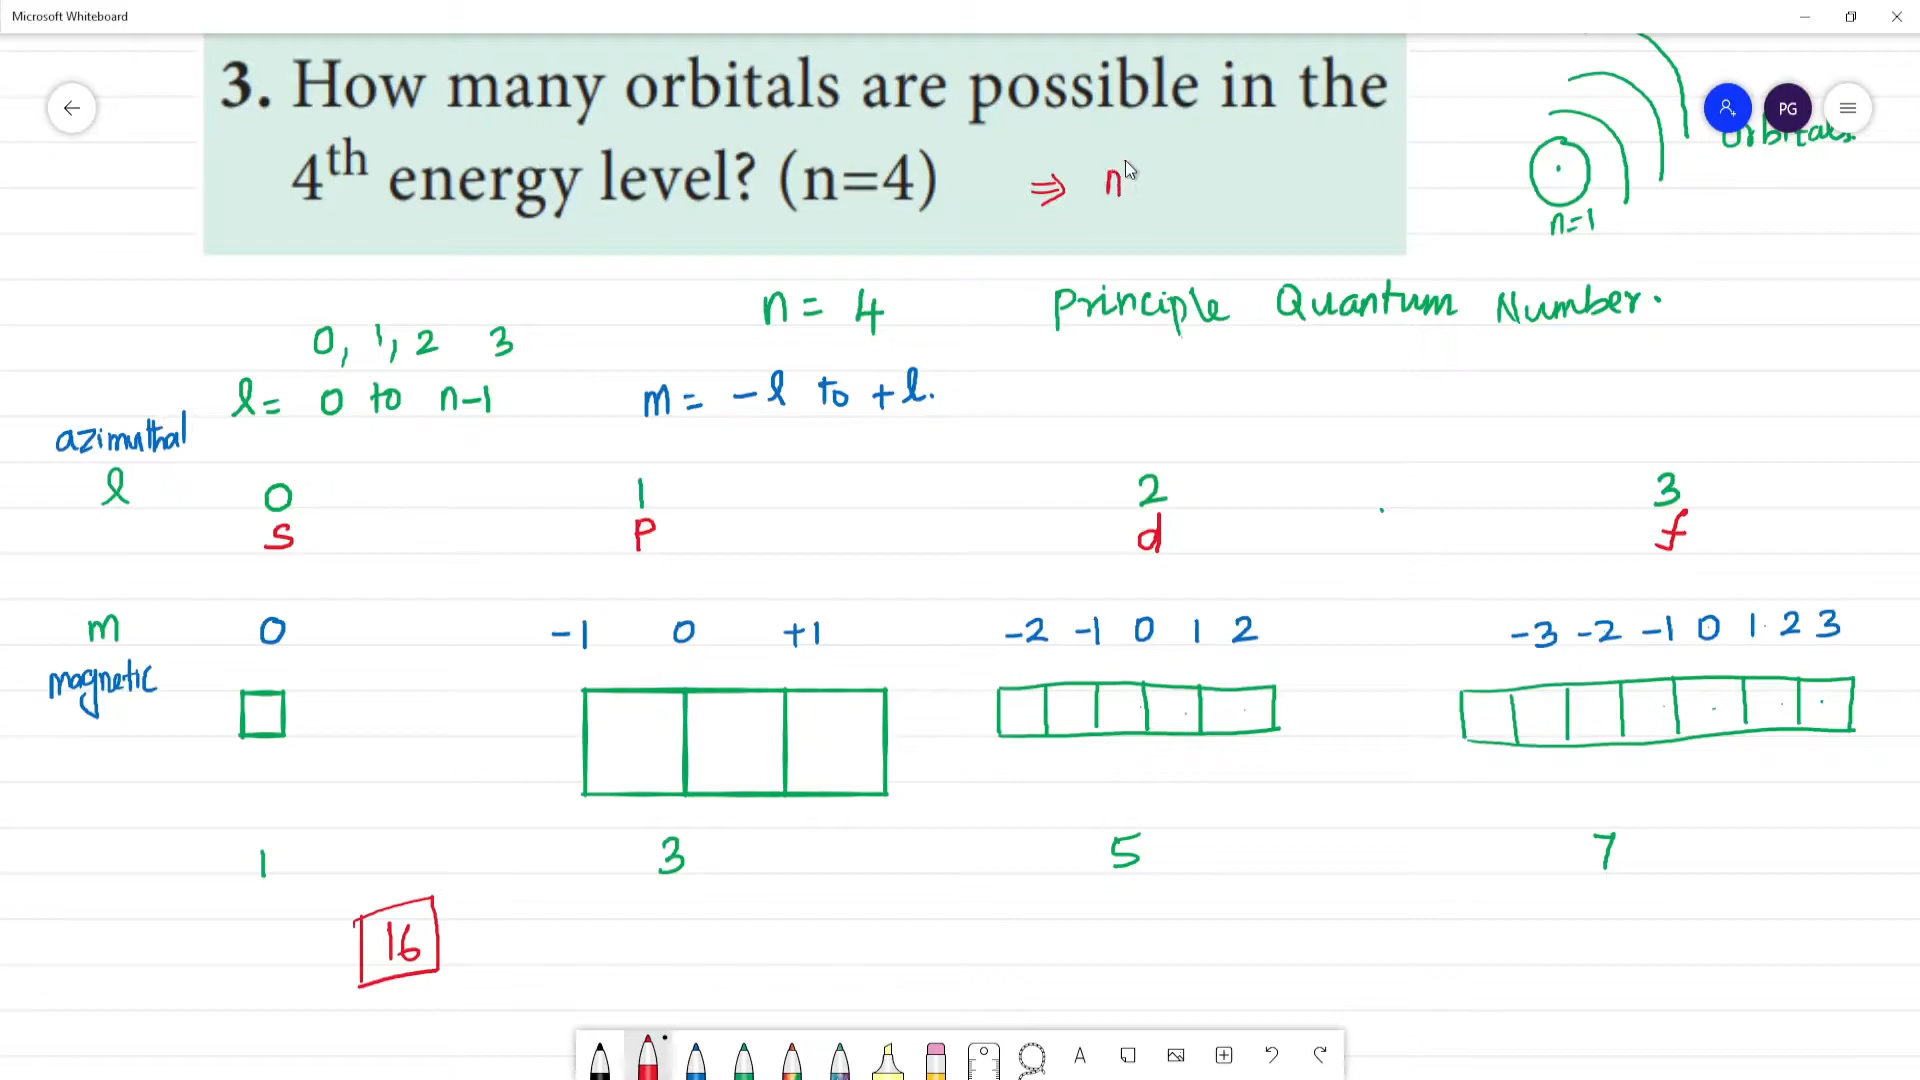 Microsoft Whiteboard
3. How many orbitals are possible in the
4th energy level? (n=4) ⇒ n
PG
orbitals.
n=1
n = 4 Principle Quantum Number.
0, 1, 2 3
l = 0 to n-1 m = -l to +l.
azimuthal
l 0 1 2 3
s p d f
m 0 -1 0 +1 -2 -1 0 1 2 -3 -2 -1 0 1 2 3
magnetic
1 3 5 7
16
A